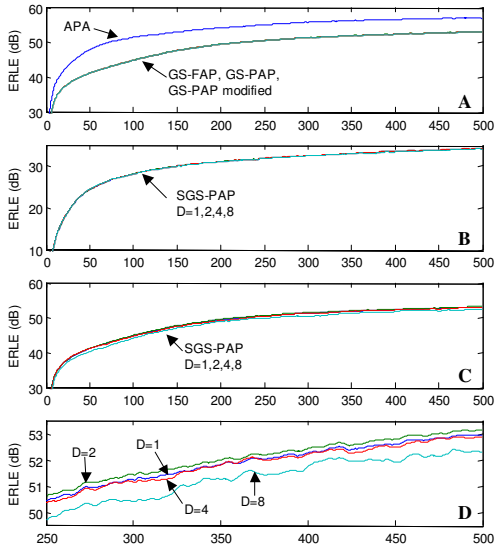 60
50
40
30
ERLE (dB)
APA
GS-FAP, GS-PAP,
GS-PAP modified
A
0 50 100 150 200 250 300 350 400 450 500
30
20
10
ERLE (dB)
SGS-PAP
D=1,2,4,8
B
0 50 100 150 200 250 300 350 400 450 500
60
50
40
30
ERLE (dB)
SGS-PAP
D=1,2,4,8
C
0 50 100 150 200 250 300 350 400 450 500
53
52
51
50
ERLE (dB)
D=2
D=1
D=4
D=8
D
250 300 350 400 450 500